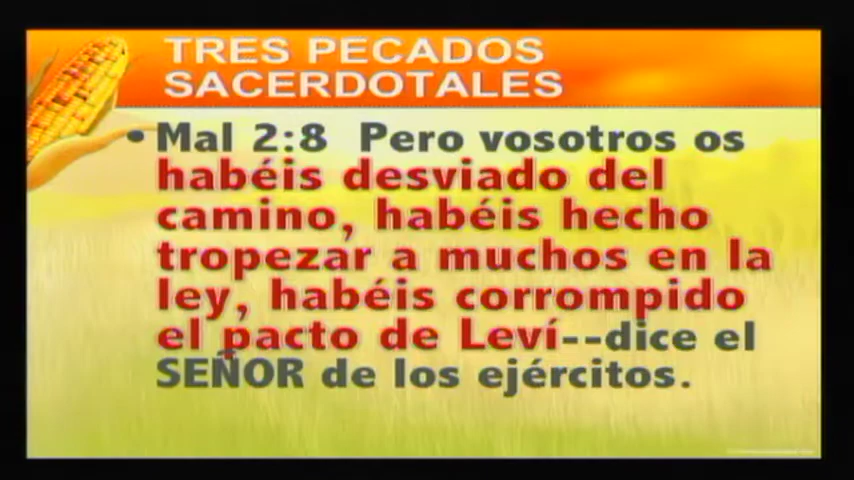 TRES PECADOS
SACERDOTALES
• Mal 2:8 Pero vosotros os
habéis desviado del
camino, habéis hecho
tropezar a muchos en la
ley, habéis corrompido
el pacto de Leví--dice el
SEÑOR de los ejércitos.